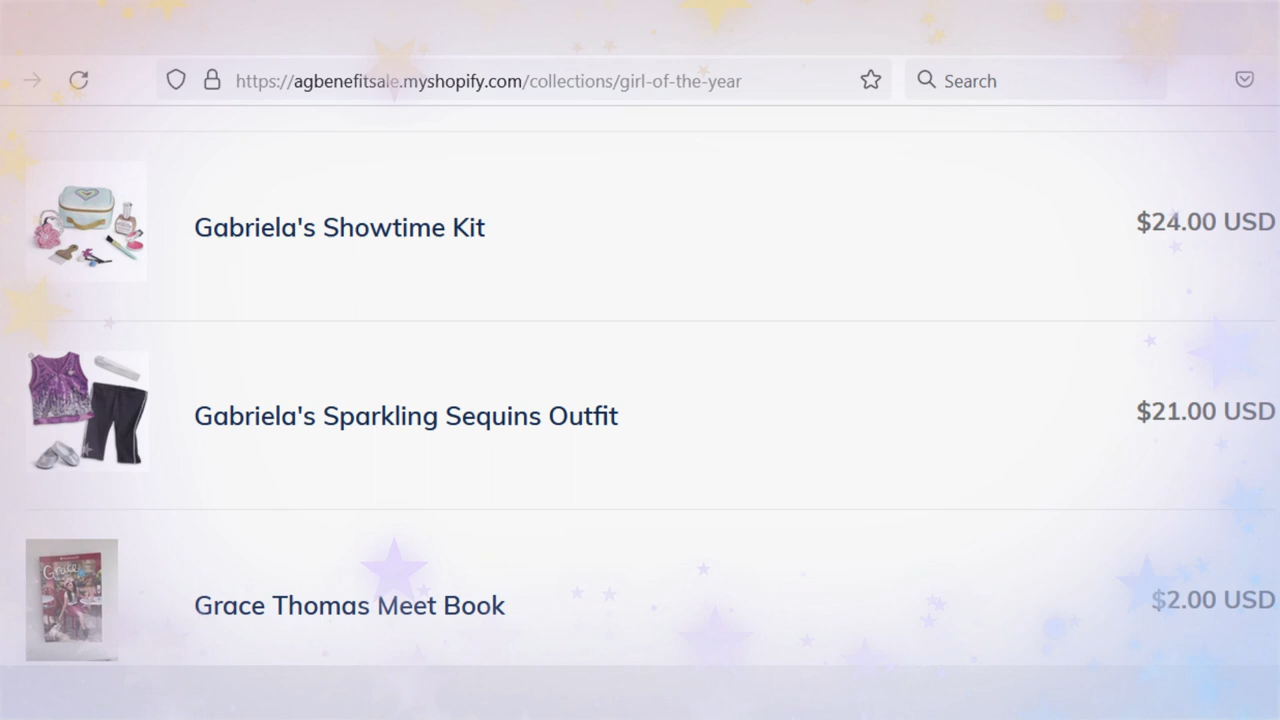 https://agbenefitsale.myshopify.com/collections/girl-of-the-year
Search
Gabriela's Showtime Kit
$24.00 USD
Gabriela's Sparkling Sequins Outfit
$21.00 USD
Grace
Grace Thomas Meet Book
$2.00 USD